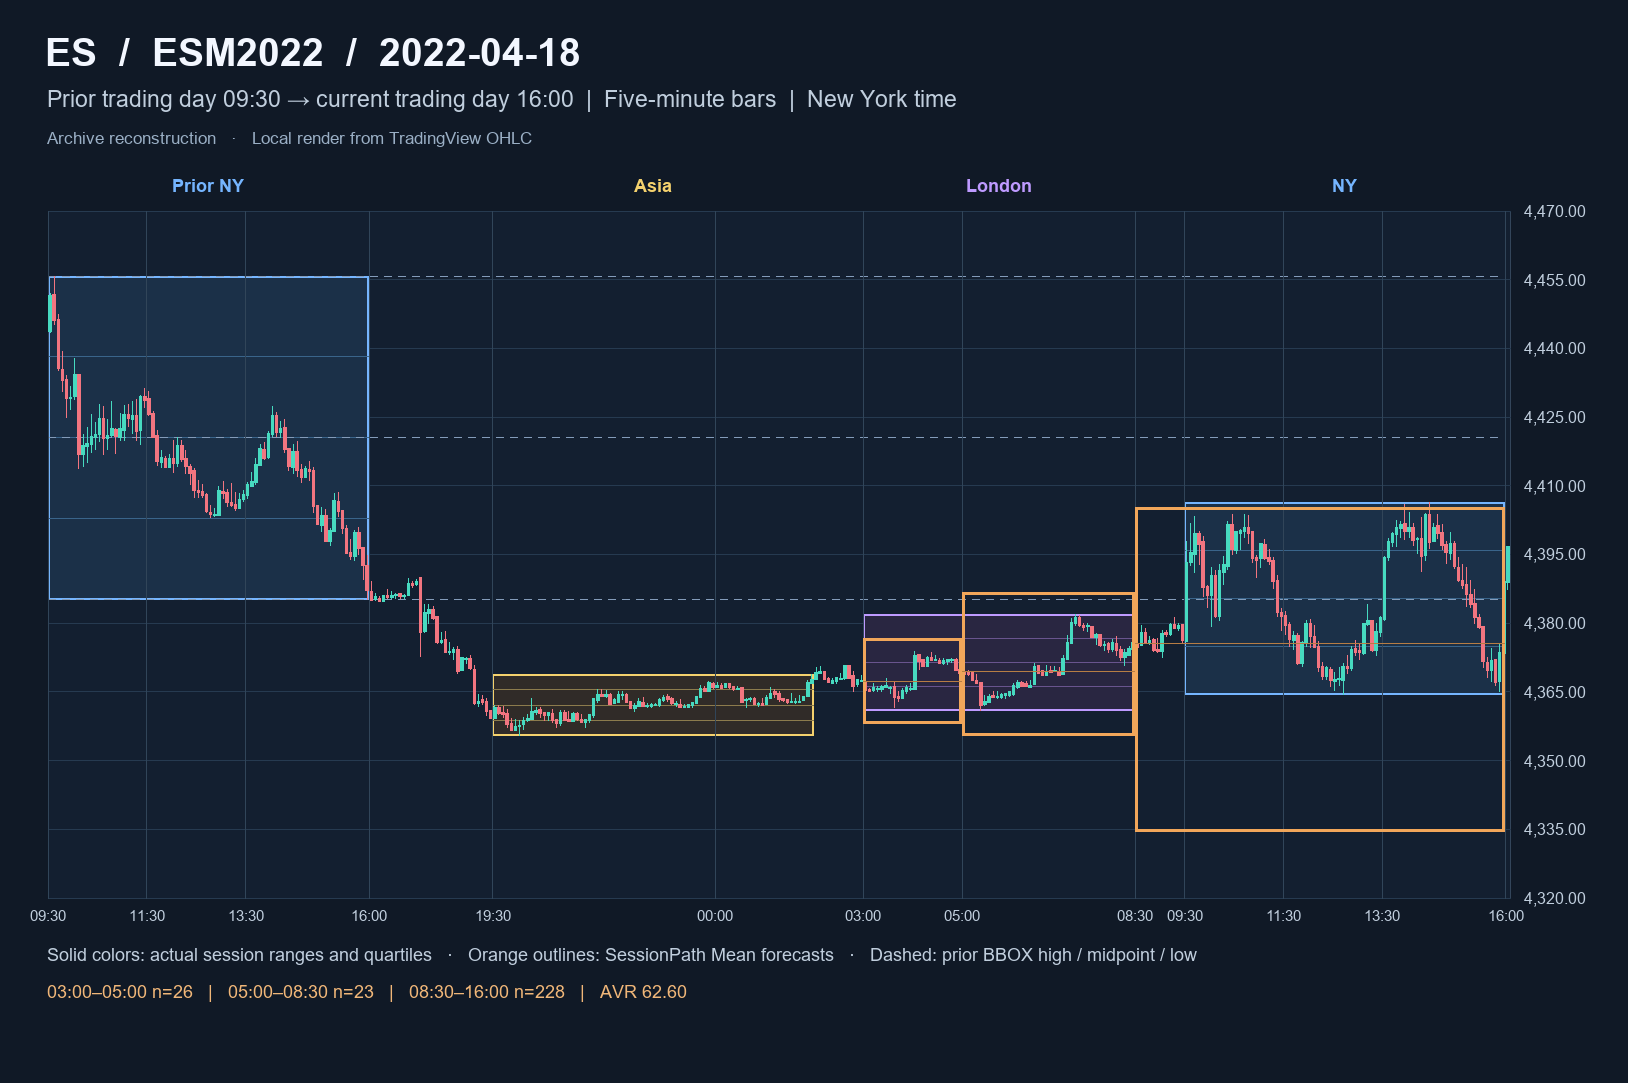 ES / ESM2022 / 2022-04-18
Prior trading day 09:30 → current trading day 16:00 | Five-minute bars | New York time
Archive reconstruction · Local render from TradingView OHLC
Prior NY Asia London NY
4,470.00
4,455.00
4,440.00
4,425.00
4,410.00
4,395.00
4,380.00
4,365.00
4,350.00
4,335.00
4,320.00
09:30 11:30 13:30 16:00 19:30 00:00 03:00 05:00 08:30 09:30 11:30 13:30 16:00
Solid colors: actual session ranges and quartiles · Orange outlines: SessionPath Mean forecasts · Dashed: prior BBOX high / midpoint / low
03:00–05:00 n=26 | 05:00–08:30 n=23 | 08:30–16:00 n=228 | AVR 62.60